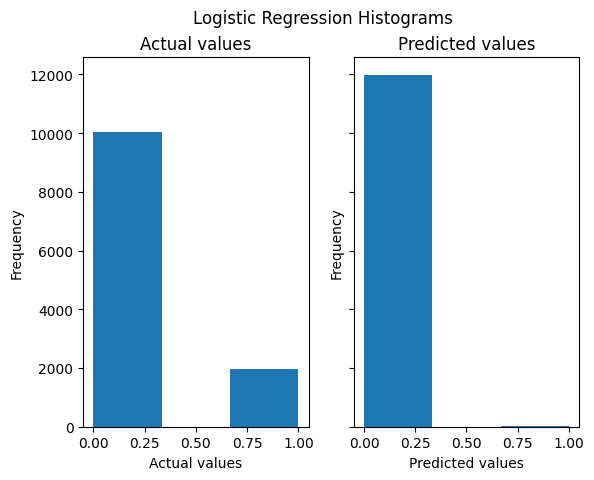 Logistic Regression Histograms
Actual values
Predicted values
12000
10000
8000
6000
4000
2000
0
Frequency
Frequency
0.00 0.25 0.50 0.75 1.00
0.00 0.25 0.50 0.75 1.00
Actual values
Predicted values